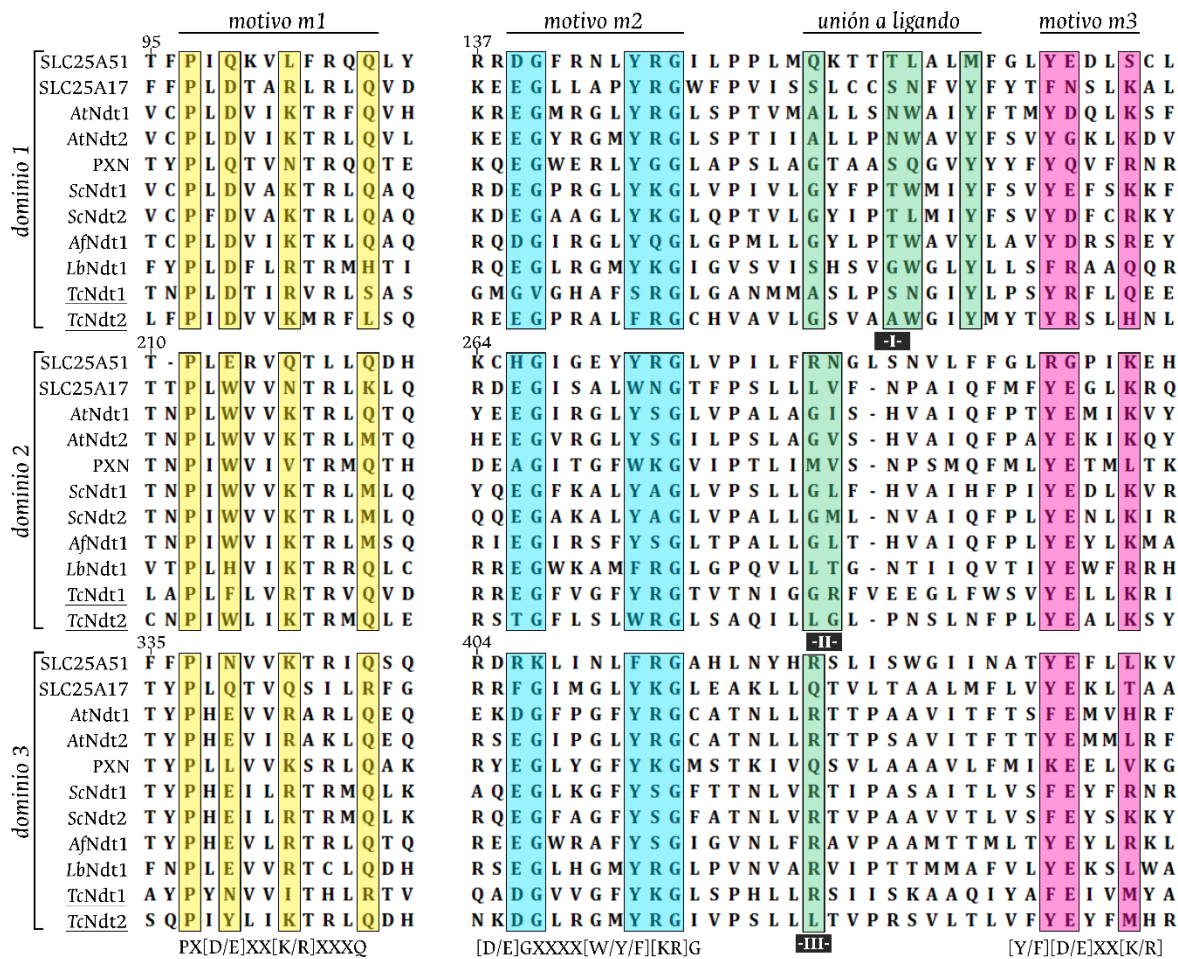 motivo m1 motivo m2 unión a ligando motivo m3
95 137
dominio 1
SLC25A51 T F P I Q K V L F R Q Q L Y R R D G F R N L Y R G I L P P L M Q K T T T L A L M F G L Y E D L S C L
SLC25A17 F F P L D T A R L R L Q V D K E E G L L A P Y R G W F P V I S S L C C S N F V Y F Y T F N S L K A L
AtNdt1 V C P L D V I K T R F Q V H K R E G M R G L Y R G L S P T V M A L L S N W A I Y F T M Y D Q L K S F
AtNdt2 V C P L D V I K T R L Q V L K E E G Y R G M Y R G L S P T I I A L L P N W A V Y F S V Y G K L K D V
PXN T Y P L Q T V N T R Q Q T E K Q E G W E R L Y G G L A P S L A G T A A S Q G V Y Y Y F Y Q V F R N R
ScNdt1 V C P L D V A K T R L Q A Q R D E G P R G L Y K G L V P I V L G Y F P T W M I Y F S V Y E F S K K F
ScNdt2 V C P F D V A K T R L Q A Q K D E G A A G L Y K G L Q P T V L G Y I P T L M I Y F S V Y D F C R K Y
AfNdt1 T C P L D V I K T K L Q A Q R Q D G I R G L Y Q G L G P M L L G Y L P T W A V Y L A V Y D R S R E Y
LbNdt1 F Y P L D F L R T R M H T I R Q E G L R G M Y K G I G V S V I S H S V G W G L Y L L S F R A A Q Q R
TcNdt1 T N P L D T I R V R L S A S G M G V G H A F S R G L G A N M M A S L P S N G I Y L P S Y R F L Q E E
TcNdt2 L F P I D V V K M R F L S Q R E E G P R A L F R G C H V A V L G S V A A W G I Y M Y T Y R S L H N L
-I-
210 264
dominio 2
SLC25A51 T - P L E R V Q T L L Q D H K C H G I G E Y Y R G L V P I L F R N G L S N V L F F G L R G P I K E H
SLC25A17 T T P L W V V N T R L K L Q R D E G I S A L W N G T F P S L L L V F - N P A I Q F M F Y E G L K R Q
AtNdt1 T N P L W V V K T R L Q T Q Y E E G I R G L Y S G L V P A L A G I S - H V A I Q F P T Y E M I K V Y
AtNdt2 T N P L W V V K T R L M T Q H E E G V R G L Y S G I L P S L A G V S - H V A I Q F P A Y E K I K Q Y
PXN T N P I W V I V T R M Q T H D E A G I T G F W K G V I P T L I M V S - N P S M Q F M L Y E T M L T K
ScNdt1 T N P I W V V K T R L M L Q Y Q E G F K A L Y A G L V P S L L G L F - H V A I H F P I Y E D L K V R
ScNdt2 T N P I W V V K T R L M L Q Q Q E G A K A L Y A G L V P A L L G M L - N V A I Q F P L Y E N L K I R
AfNdt1 T N P I W V I K T R L M S Q R I E G I R S F Y S G L T P A L L G L T - H V A I Q F P L Y E Y L K M A
LbNdt1 V T P L H V I K T R R Q L C R R E G W K A M F R G L G P Q V L L T G - N T I I Q V T I Y E W F R R H
TcNdt1 L A P L F L V R T R V Q V D R R E G F V G F Y R G T V T N I G G R F V E E G L F W S V Y E L L K R I
TcNdt2 C N P I W L I K T R M Q L E R S T G F L S L W R G L S A Q I L L G L - P N S L N F P L Y E A L K S Y
-II-
335 404
dominio 3
SLC25A51 F F P I N V V K T R I Q S Q R D R K L I N L F R G A H L N Y H R S L I S W G I I N A T Y E F L L K V
SLC25A17 T Y P L Q T V Q S I L R F G R R F G I M G L Y K G L E A K L L Q T V L T A A L M F L V Y E K L T A A
AtNdt1 T Y P H E V V R A R L Q E Q E K D G F P G F Y R G C A T N L L R T T P A A V I T F T S F E M V H R F
AtNdt2 T Y P H E V I R A K L Q E Q R S E G I P G L Y R G C A T N L L R T T P S A V I T F T T Y E M M L R F
PXN T Y P L L V V K S R L Q A K R Y E G L Y G F Y K G M S T K I V Q S V L A A A V L F M I K E E L V K G
ScNdt1 T Y P H E I L R T R M Q L K A Q E G L K G F Y S G F T T N L V R T I P A S A I T L V S F E Y F R N R
ScNdt2 T Y P H E I L R T R M Q L K R Q E G F A G F Y S G F A T N L V R T V P A A V V T L V S F E Y S K K Y
AfNdt1 T Y P H E V L R T R L Q T Q R E G W R A F Y S G I G V N L F R A V P A A M T T M L T Y E Y L R K L
LbNdt1 F N P L E V V R T C L Q D H R S E G L H G M Y R G L P V N V A R V I P T T M M A F V L Y E K S L W A
TcNdt1 A Y P Y N V V I T H L R T V Q A D G V V G F Y K G L S P H L L R S I I S K A A Q I Y A F E I V M Y A
TcNdt2 S Q P I Y L I K T R L Q D H N K D G L R G M Y R G I V P S L L L T V P R S V L T L V F Y E Y F M H R
-III-
PX[D/E]XX[K/R]XXXQ [D/E]GXXXX[W/Y/F][KR]G [Y/F][D/E]XX[K/R]